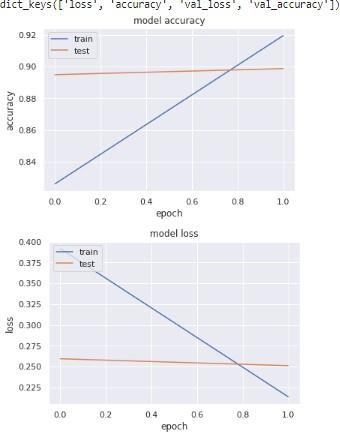 dict_keys(['loss', 'accuracy', 'val_loss', 'val_accuracy'])
model accuracy
train
test
0.92
0.90
0.88
0.86
0.84
accuracy
0.0 0.2 0.4 0.6 0.8 1.0
epoch
model loss
train
test
0.400
0.375
0.350
0.325
0.300
0.275
0.250
0.225
loss
0.0 0.2 0.4 0.6 0.8 1.0
epoch